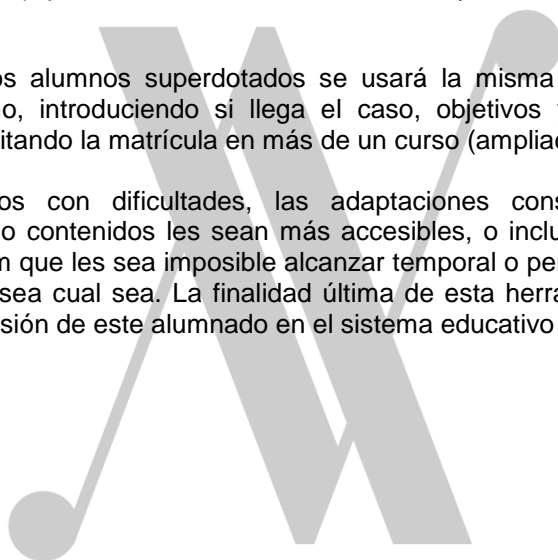 os alumnos superdotados se usará la misma
o, introduciendo si llega el caso, objetivos
itando la matrícula en más de un curso (ampliac
os con dificultades, las adaptaciones cons
o contenidos les sean más accesibles, o inclu
m que les sea imposible alcanzar temporal o pe
sea cual sea. La finalidad última de esta herra
sión de este alumnado en el sistema educativo